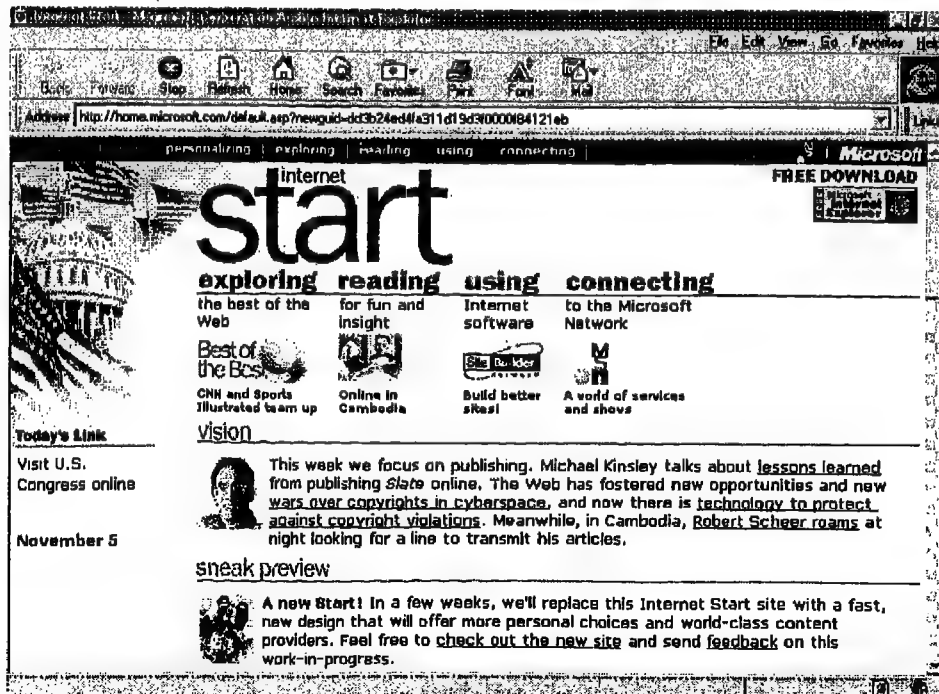 File Edit View Go Favorites Help
Back Forward Stop Refresh Home Search Favorites Print Font Mail
Address http://home.microsoft.com/default.asp?newguid=dd3b24ed4fa311d19d3f0000f84121eb
personalizing | exploring | reading using connecting | Microsoft
FREE DOWNLOAD
Microsoft Internet Explorer
internet
start
exploring reading using connecting
the best of the Web
for fun and insight
Internet software
to the Microsoft Network
Best of the Best
Site Builder
MSN
CNN and Sports Illustrated team up
Online in Cambodia
Build better sites!
A world of services and shows
Today's Link
Visit U.S.
Congress online
November 5
vision
This week we focus on publishing. Michael Kinsley talks about lessons learned
from publishing Slate online. The Web has fostered new opportunities and new
wars over copyrights in cyberspace, and now there is technology to protect
against copyright violations. Meanwhile, in Cambodia, Robert Scheer roams at
night looking for a line to transmit his articles.
sneak preview
A new Start! In a few weeks, we'll replace this Internet Start site with a fast,
new design that will offer more personal choices and world-class content
providers. Feel free to check out the new site and send feedback on this
work-in-progress.